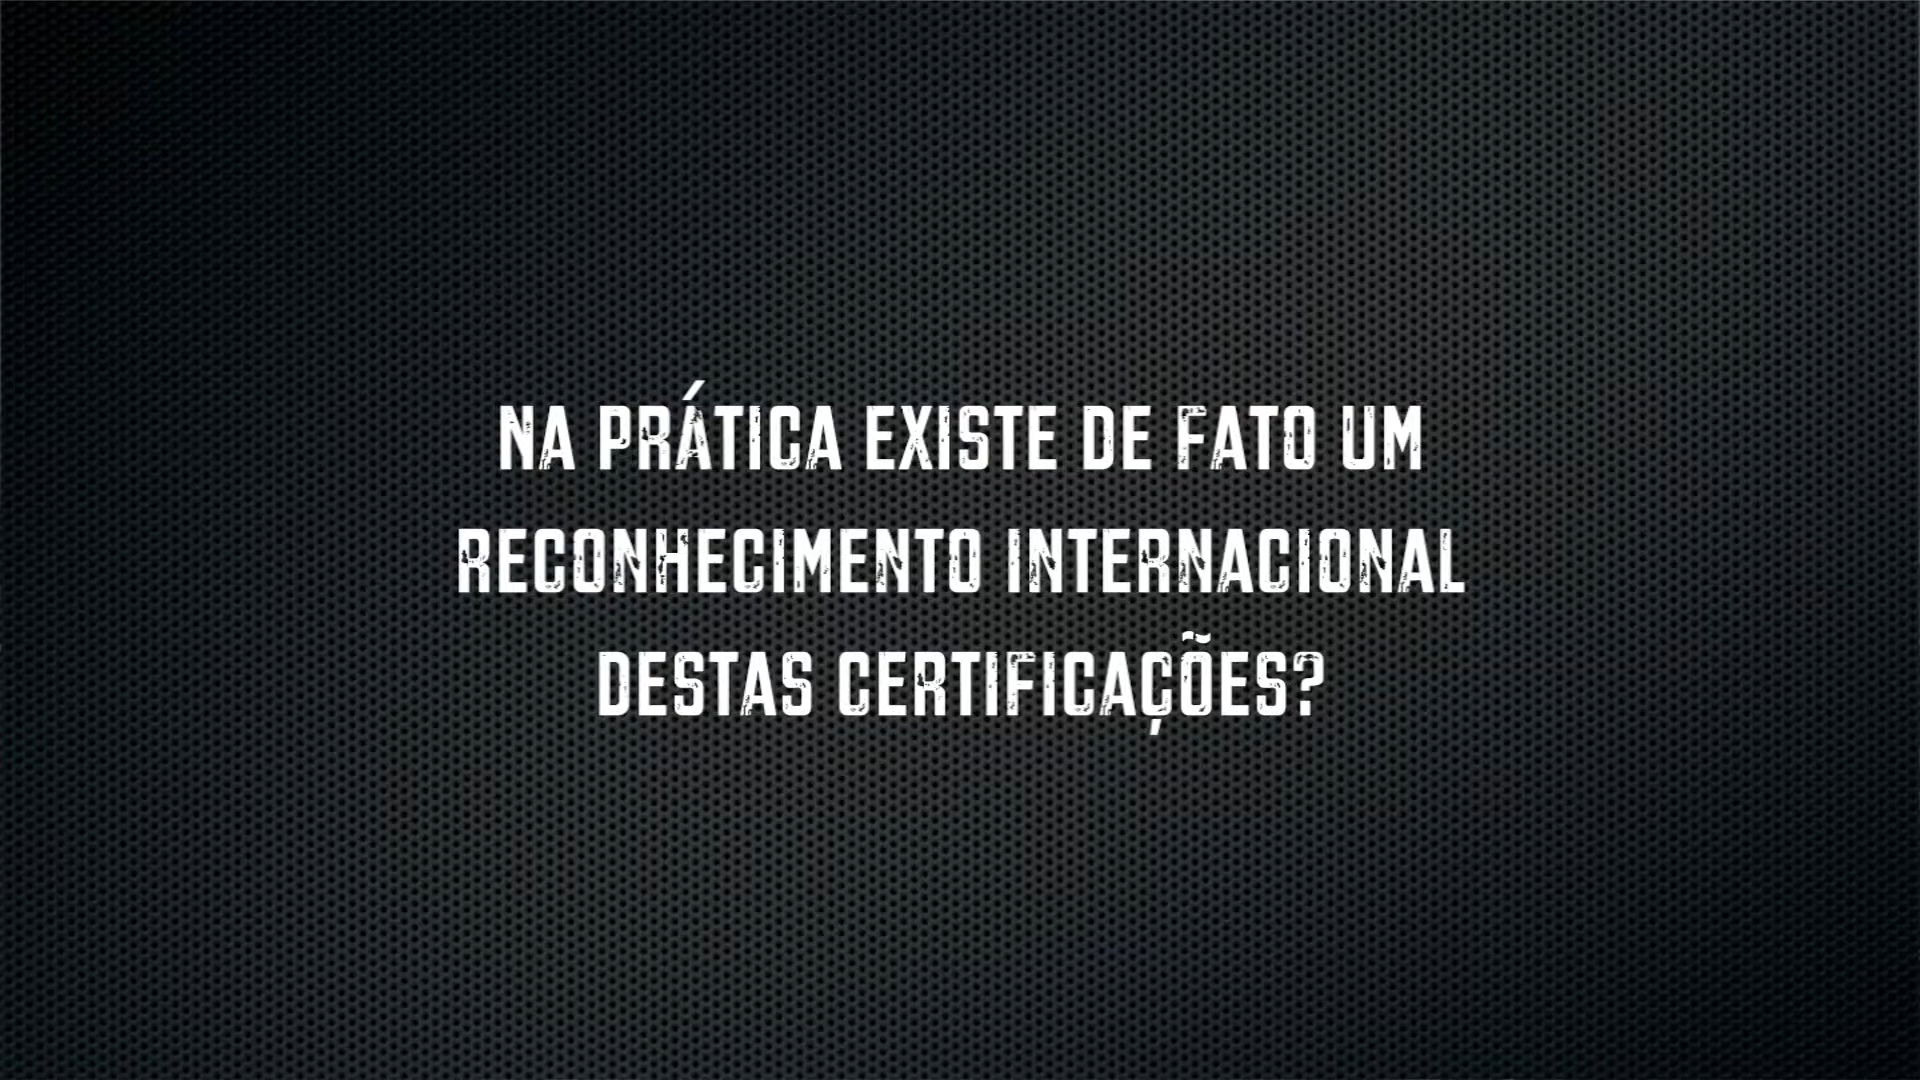 NA PRÁTICA EXISTE DE FATO UM
RECONHECIMENTO INTERNACIONAL
DESTAS CERTIFICAÇÕES?